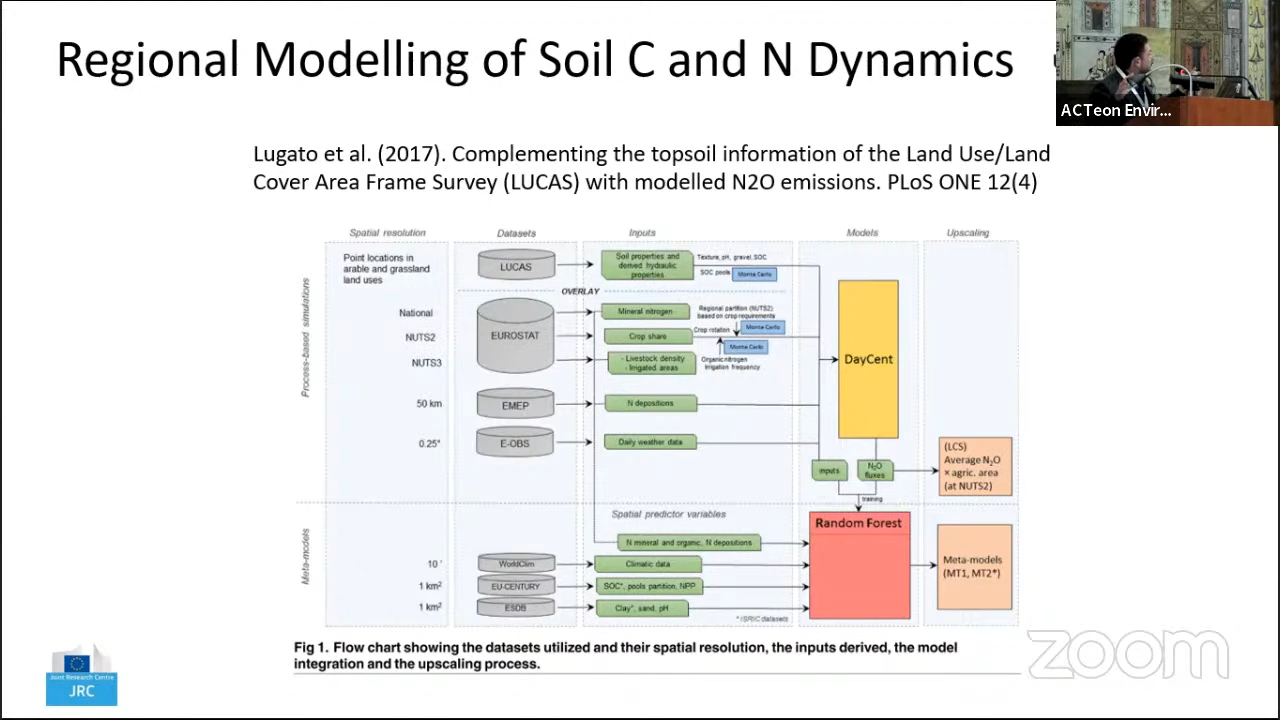 Regional Modelling of Soil C and N Dynamics
ACTeon Envir...
Lugato et al. (2017). Complementing the topsoil information of the Land Use/Land
Cover Area Frame Survey (LUCAS) with modelled N2O emissions. PLoS ONE 12(4)
Spatial resolution
Datasets
Inputs
Models
Upscaling
Process-based simulations
Point locations in
arable and grassland
land uses
LUCAS
Soil properties and
derived hydraulic
properties
Texture, pH, gravel, SOC
SOC pools
Monte Carlo
OVERLAY
National
NUTS2
NUTS3
EUROSTAT
Mineral nitrogen
Regional partition (NUTS2)
based on crop requirements
Crop share
Crop rotation
Monte Carlo
Monte Carlo
- Livestock density
- Irrigated areas
Organic nitrogen
Irrigation frequency
DayCent
50 km
EMEP
N depositions
0.25°
E-OBS
Daily weather data
inputs
N₂O
fluxes
(LCS)
Average N₂O
× agric. area
(at NUTS2)
training
Meta-models
Spatial predictor variables
Random Forest
N mineral and organic, N depositions
10 '
WorldClim
Climatic data
1 km²
EU-CENTURY
SOC*, pools partition, NPP
1 km²
ESDB
Clay*, sand, pH
* ISRIC datasets
Meta-models
(MT1, MT2*)
Fig 1. Flow chart showing the datasets utilized and their spatial resolution, the inputs derived, the model
integration and the upscaling process.
Joint Research Centre
JRC
zoom